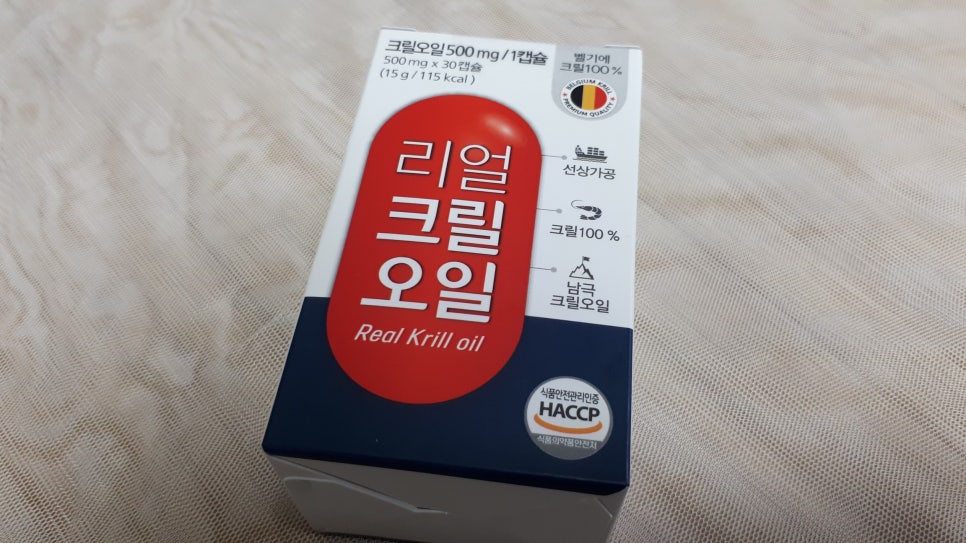 크릴오일 500 mg / 1캡슐
500 mg x 30캡슐
(15 g / 115 kcal )
벨기에
크릴100 %
BELGIUM KRILL
PREMIUM QUALITY
리얼
크릴
오일
Real Krill oil
선상가공
크릴100 %
남극
크릴오일
식품안전관리인증
HACCP
식품의약품안전처